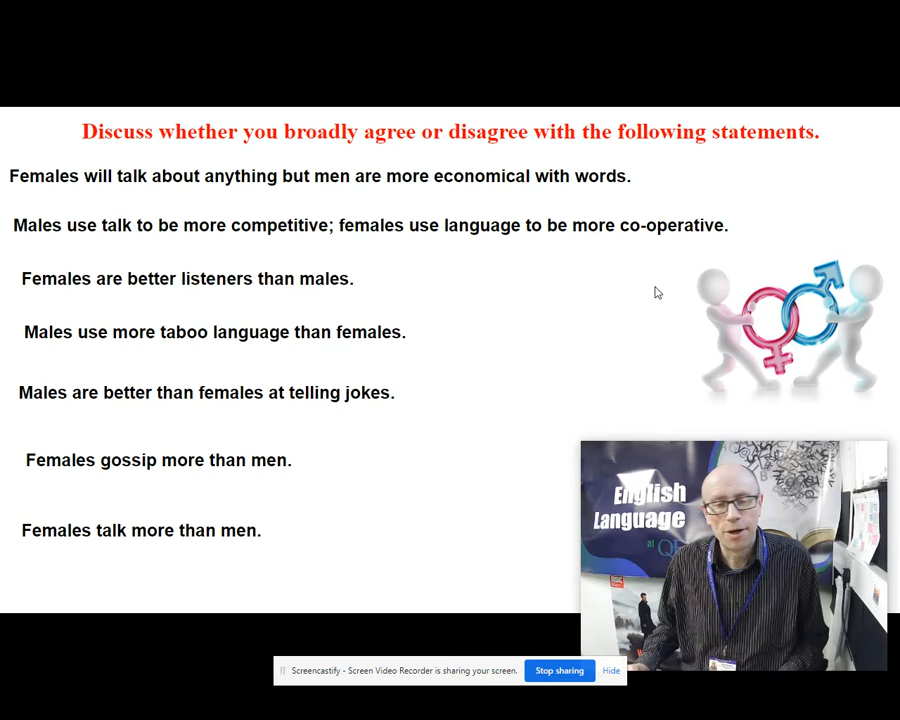 Discuss whether you broadly agree or disagree with the following statements.
Females will talk about anything but men are more economical with words.
Males use talk to be more competitive; females use language to be more co-operative.
Females are better listeners than males.
Males use more taboo language than females.
Males are better than females at telling jokes.
Females gossip more than men.
Females talk more than men.
English
Language
at
Screencastify - Screen Video Recorder is sharing your screen.
Stop sharing
Hide